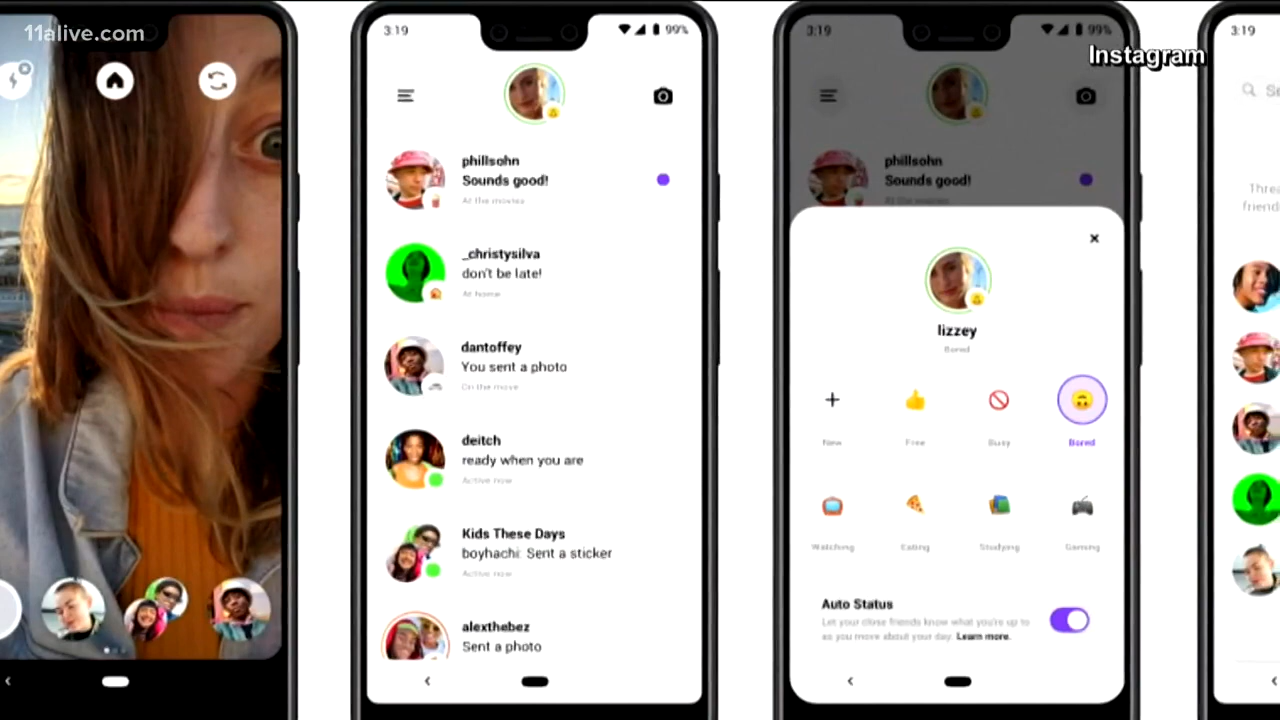 11alive.com
Instagram
3:19
99%
phillsohn
Sounds good!
At the movies
_christysilva
don't be late!
At home
dantoffey
You sent a photo
On the move
deitch
ready when you are
Active now
Kids These Days
boyhachi: Sent a sticker
Active now
alexthebez
Sent a photo
3:19
99%
phillsohn
Sounds good!
At the movies
lizzey
Bored
New
Free
Busy
Bored
Watching
Eating
Studying
Gaming
Auto Status
Let your close friends know what you're up to
as you move about your day. Learn more.
3:19